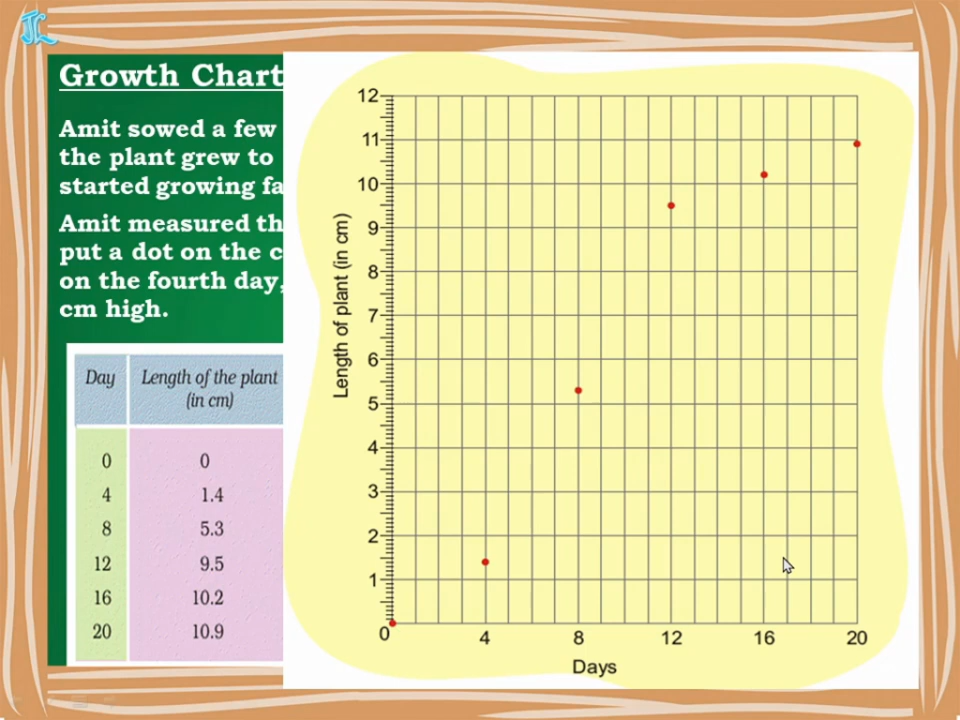 JL
Growth Chart
Amit sowed a few
the plant grew to
started growing fa
Amit measured th
put a dot on the c
on the fourth day,
cm high.
Day Length of the plant
(in cm)
0 0
4 1.4
8 5.3
12 9.5
16 10.2
20 10.9
Length of plant (in cm)
12
11
10
9
8
7
6
5
4
3
2
1
0 4 8 12 16 20
Days